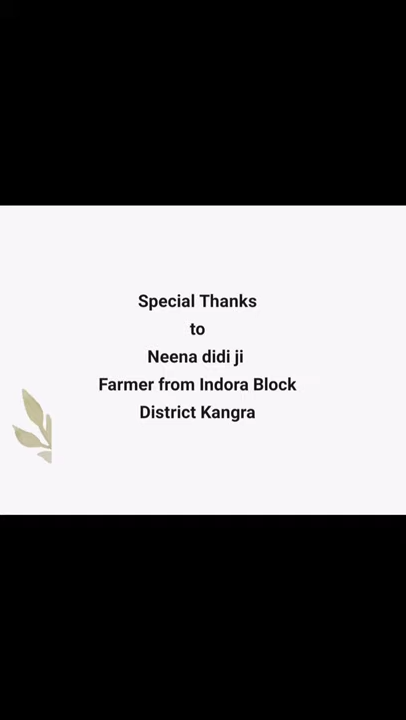 Special Thanks
to
Neena didi ji
Farmer from Indora Block
District Kangra